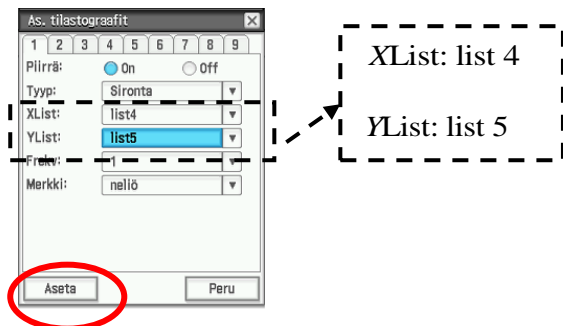 As. tilastograafit
1 2 3 4 5 6 7 8 9
Piirrä: On Off
Tyyp: Sironta
XList: list4
YList: list5
Frekv: 1
Merkki: neliö
Aseta Peru
XList: list 4
YList: list 5